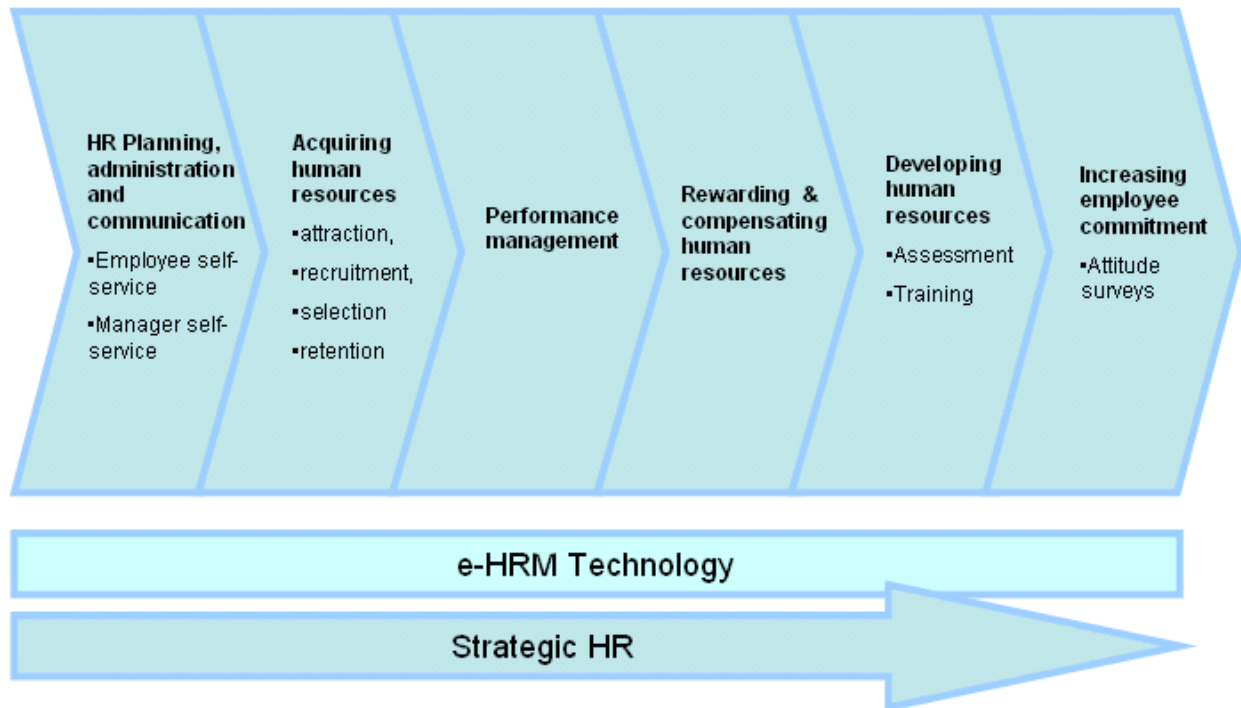 HR Planning,
administration
and
communication
▪Employee self-
service
▪Manager self-
service
Acquiring
human
resources
▪attraction,
▪recruitment,
▪selection
▪retention
Performance
management
Rewarding &
compensating
human
resources
Developing
human
resources
▪Assessment
▪Training
Increasing
employee
commitment
▪Attitude
surveys
e-HRM Technology
Strategic HR